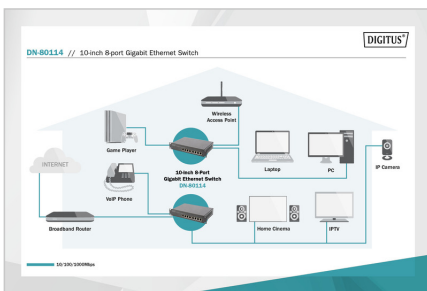 DIGITUS®
DN-80114 // 10-inch 8-port Gigabit Ethernet Switch
Wireless
Access Point
Game Player
INTERNET
10-inch 8-Port
Gigabit Ethernet Switch
DN-80114
Laptop
PC
IP Camera
VoIP Phone
Broadband Router
Home Cinema
IPTV
10/100/1000Mbps